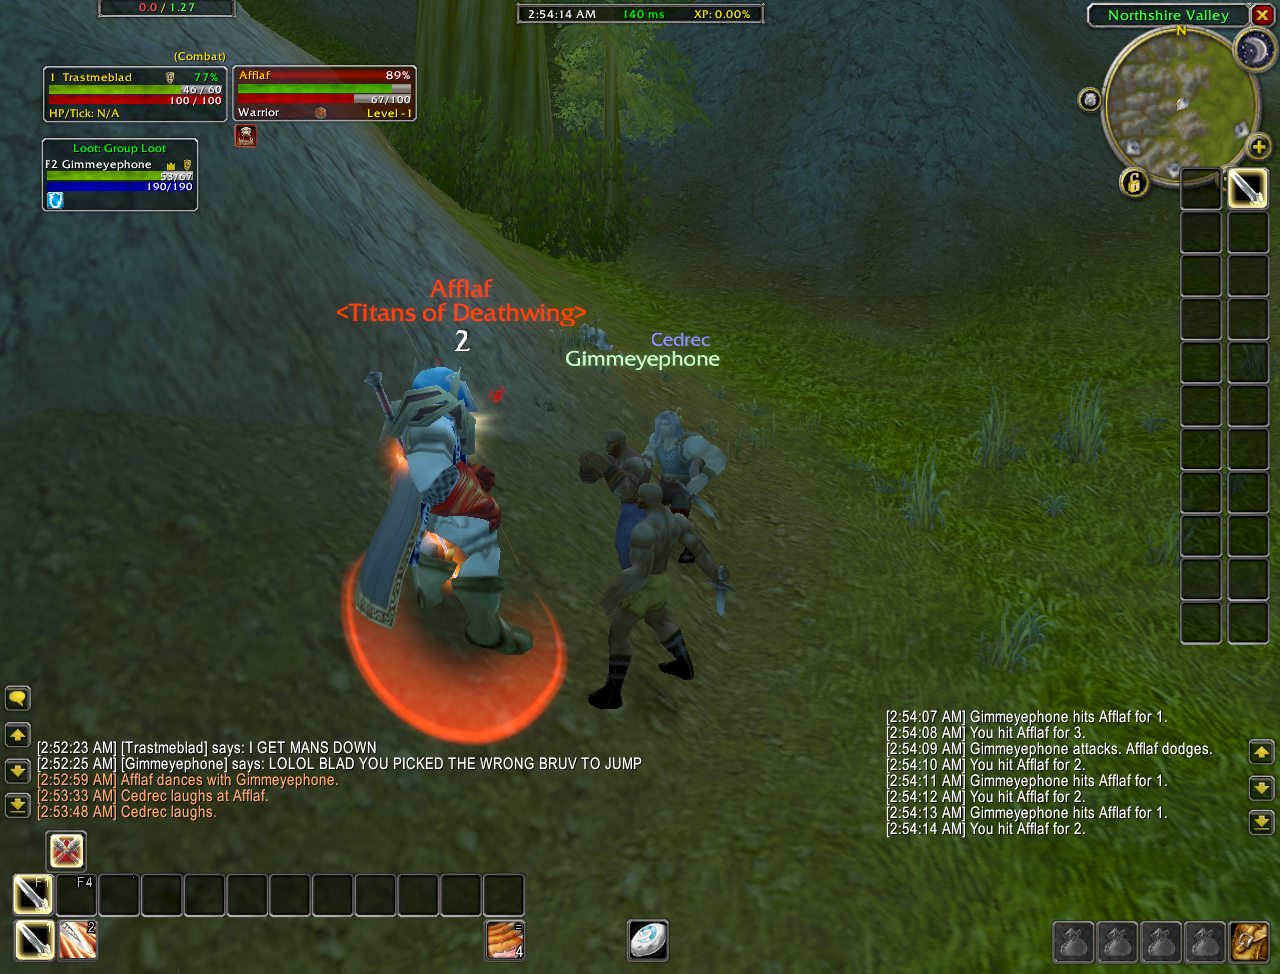 0.0 / 1.27
2:54:14 AM 140 ms XP: 0.00%
Northshire Valley
N
(Combat)
1 Trastmeblad 77%
46 / 60
100 / 100
HP/Tick: N/A
Afflaf 89%
67/100
Warrior Level -1
Loot: Group Loot
F2 Gimmeyephone
53/67
190/190
Afflaf
<Titans of Deathwing>
2
Cedrec
Gimmeyephone
[2:52:23 AM] [Trastmeblad] says: I GET MANS DOWN
[2:52:25 AM] [Gimmeyephone] says: LOLOL BLAD YOU PICKED THE WRONG BRUV TO JUMP
[2:52:59 AM] Afflaf dances with Gimmeyephone.
[2:53:33 AM] Cedrec laughs at Afflaf.
[2:53:48 AM] Cedrec laughs.
[2:54:07 AM] Gimmeyephone hits Afflaf for 1.
[2:54:08 AM] You hit Afflaf for 3.
[2:54:09 AM] Gimmeyephone attacks. Afflaf dodges.
[2:54:10 AM] You hit Afflaf for 2.
[2:54:11 AM] Gimmeyephone hits Afflaf for 1.
[2:54:12 AM] You hit Afflaf for 2.
[2:54:13 AM] Gimmeyephone hits Afflaf for 1.
[2:54:14 AM] You hit Afflaf for 2.
F1 F4
2 =
4